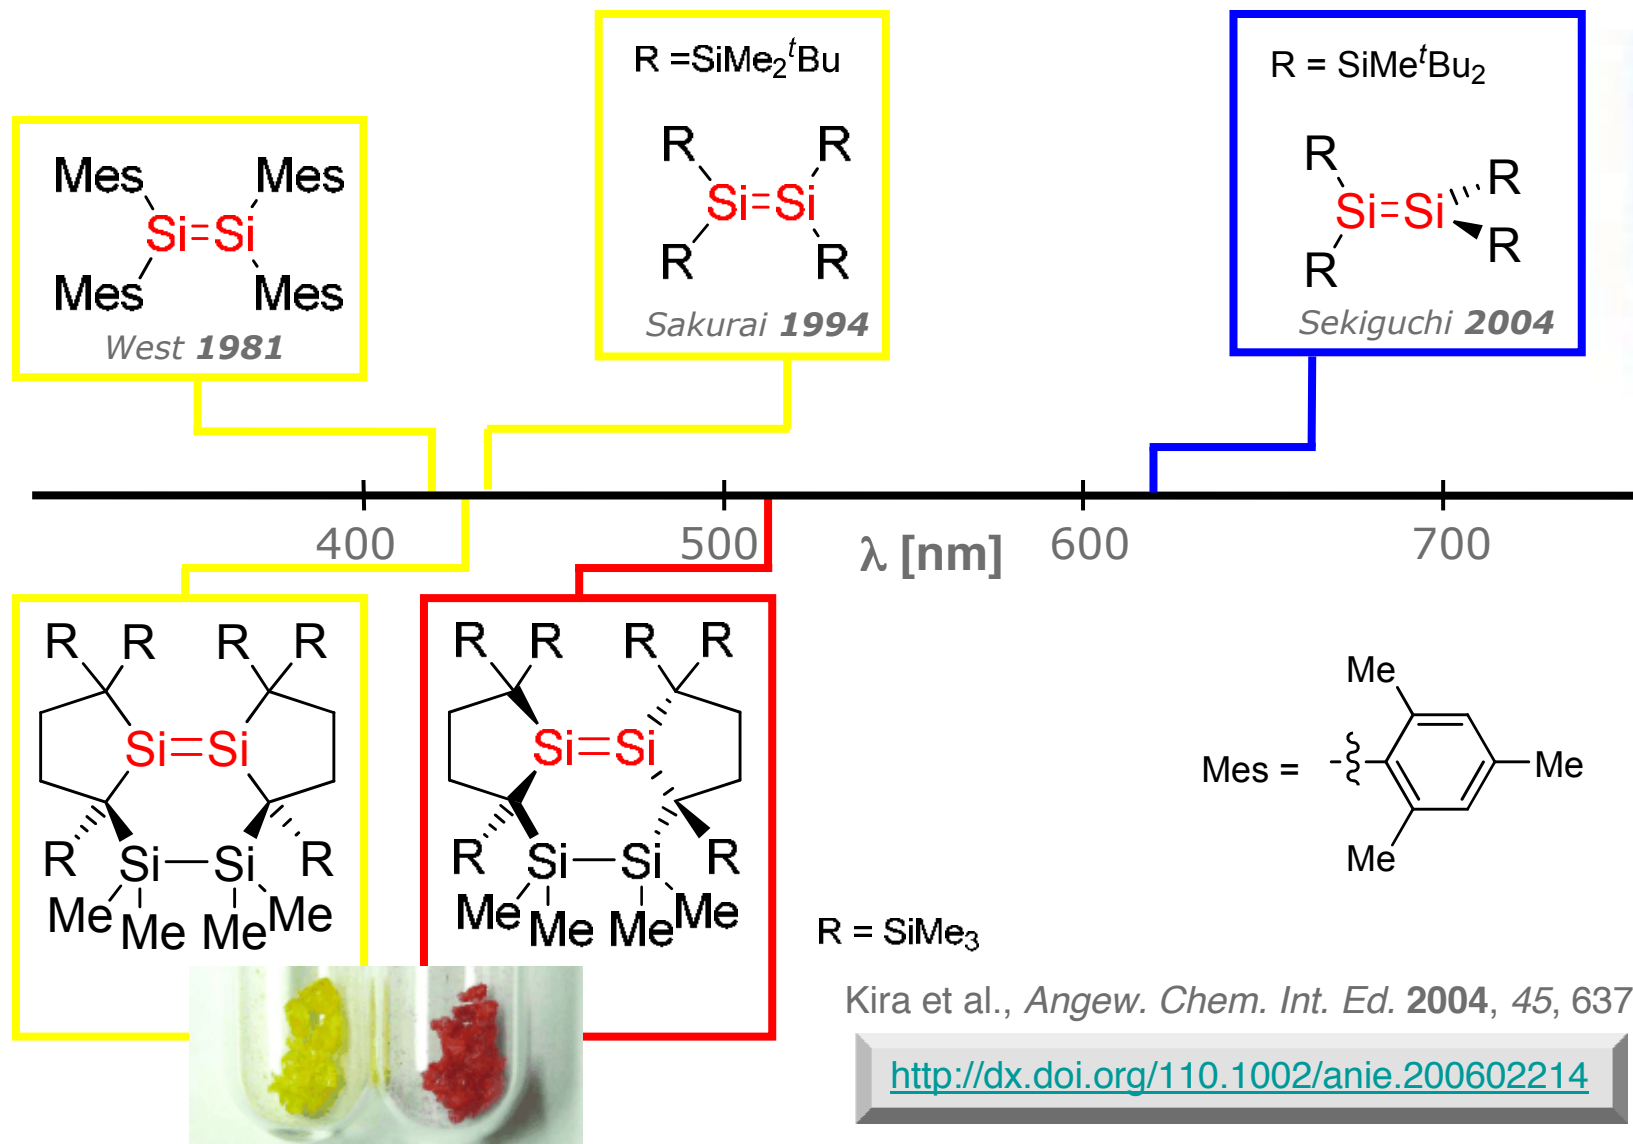 R =SiMe2tBu
R = SiMetBu2
Mes Mes
Si=Si
Mes Mes
West 1981
R R
Si=Si
R R
Sakurai 1994
R R
Si=Si
R R
Sekiguchi 2004
400 500 λ [nm] 600 700
R R R R
Si=Si
R R
Si—Si
Me Me Me Me
R R R R
Si=Si
R R
Si—Si
Me Me Me Me
Me
Mes = Me
Me
R = SiMe3
Kira et al., Angew. Chem. Int. Ed. 2004, 45, 637
http://dx.doi.org/110.1002/anie.200602214